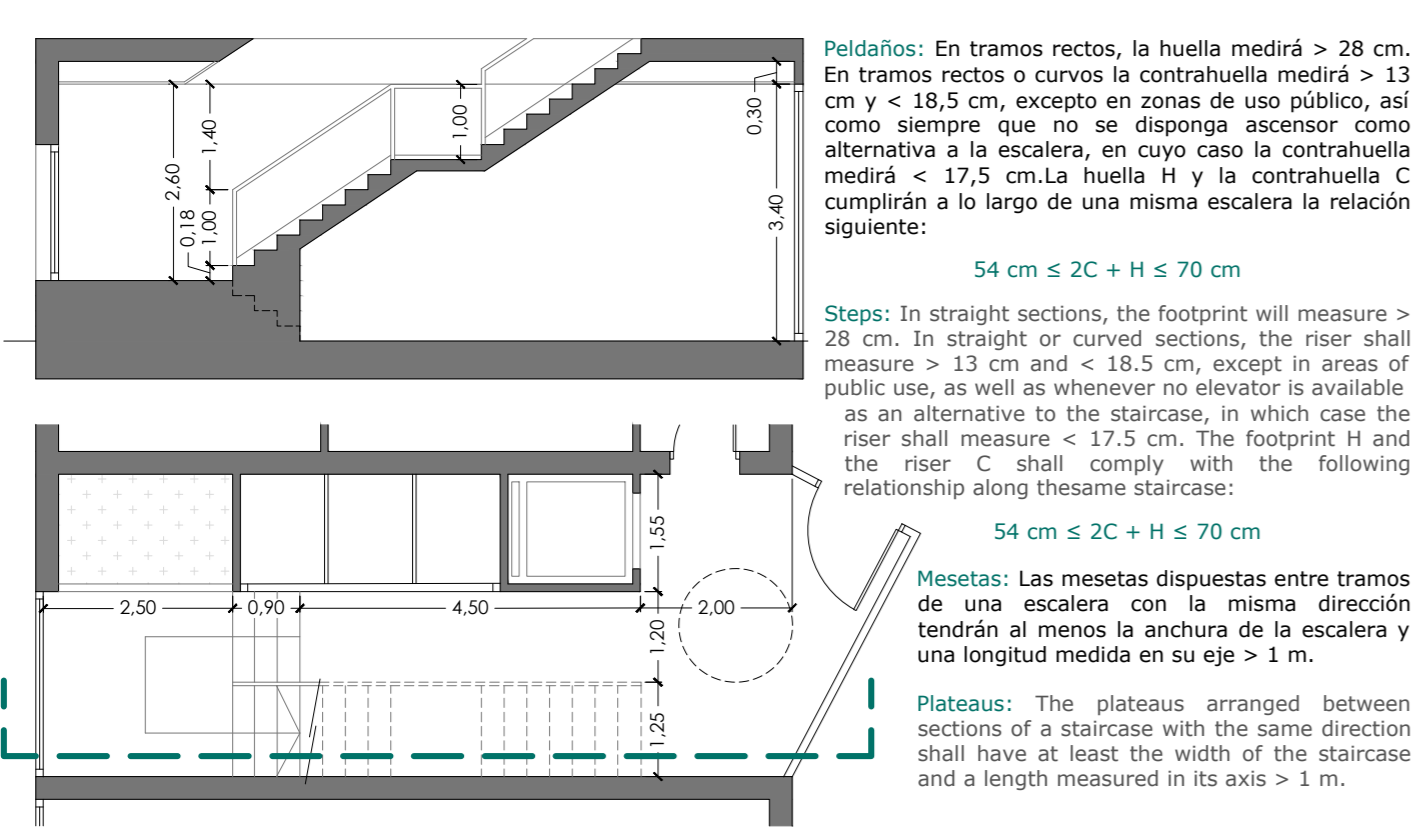 Peldaños: En tramos rectos, la huella medirá > 28 cm.
En tramos rectos o curvos la contrahuella medirá > 13
cm y < 18,5 cm, excepto en zonas de uso público, así
como siempre que no se disponga ascensor como
alternativa a la escalera, en cuyo caso la contrahuella
medirá < 17,5 cm.La huella H y la contrahuella C
cumplirán a lo largo de una misma escalera la relación
siguiente:
54 cm ≤ 2C + H ≤ 70 cm
Steps: In straight sections, the footprint will measure >
28 cm. In straight or curved sections, the riser shall
measure > 13 cm and < 18.5 cm, except in areas of
public use, as well as whenever no elevator is available
as an alternative to the staircase, in which case the
riser shall measure < 17.5 cm. The footprint H and
the riser C shall comply with the following
relationship along thesame staircase:
54 cm ≤ 2C + H ≤ 70 cm
Mesetas: Las mesetas dispuestas entre tramos
de una escalera con la misma dirección
tendrán al menos la anchura de la escalera y
una longitud medida en su eje > 1 m.
Plateaus: The plateaus arranged between
sections of a staircase with the same direction
shall have at least the width of the staircase
and a length measured in its axis > 1 m.
2,60
0,18
1,00
1,40
1,00
0,30
3,40
1,55
2,50
0,90
4,50
2,00
1,20
1,25